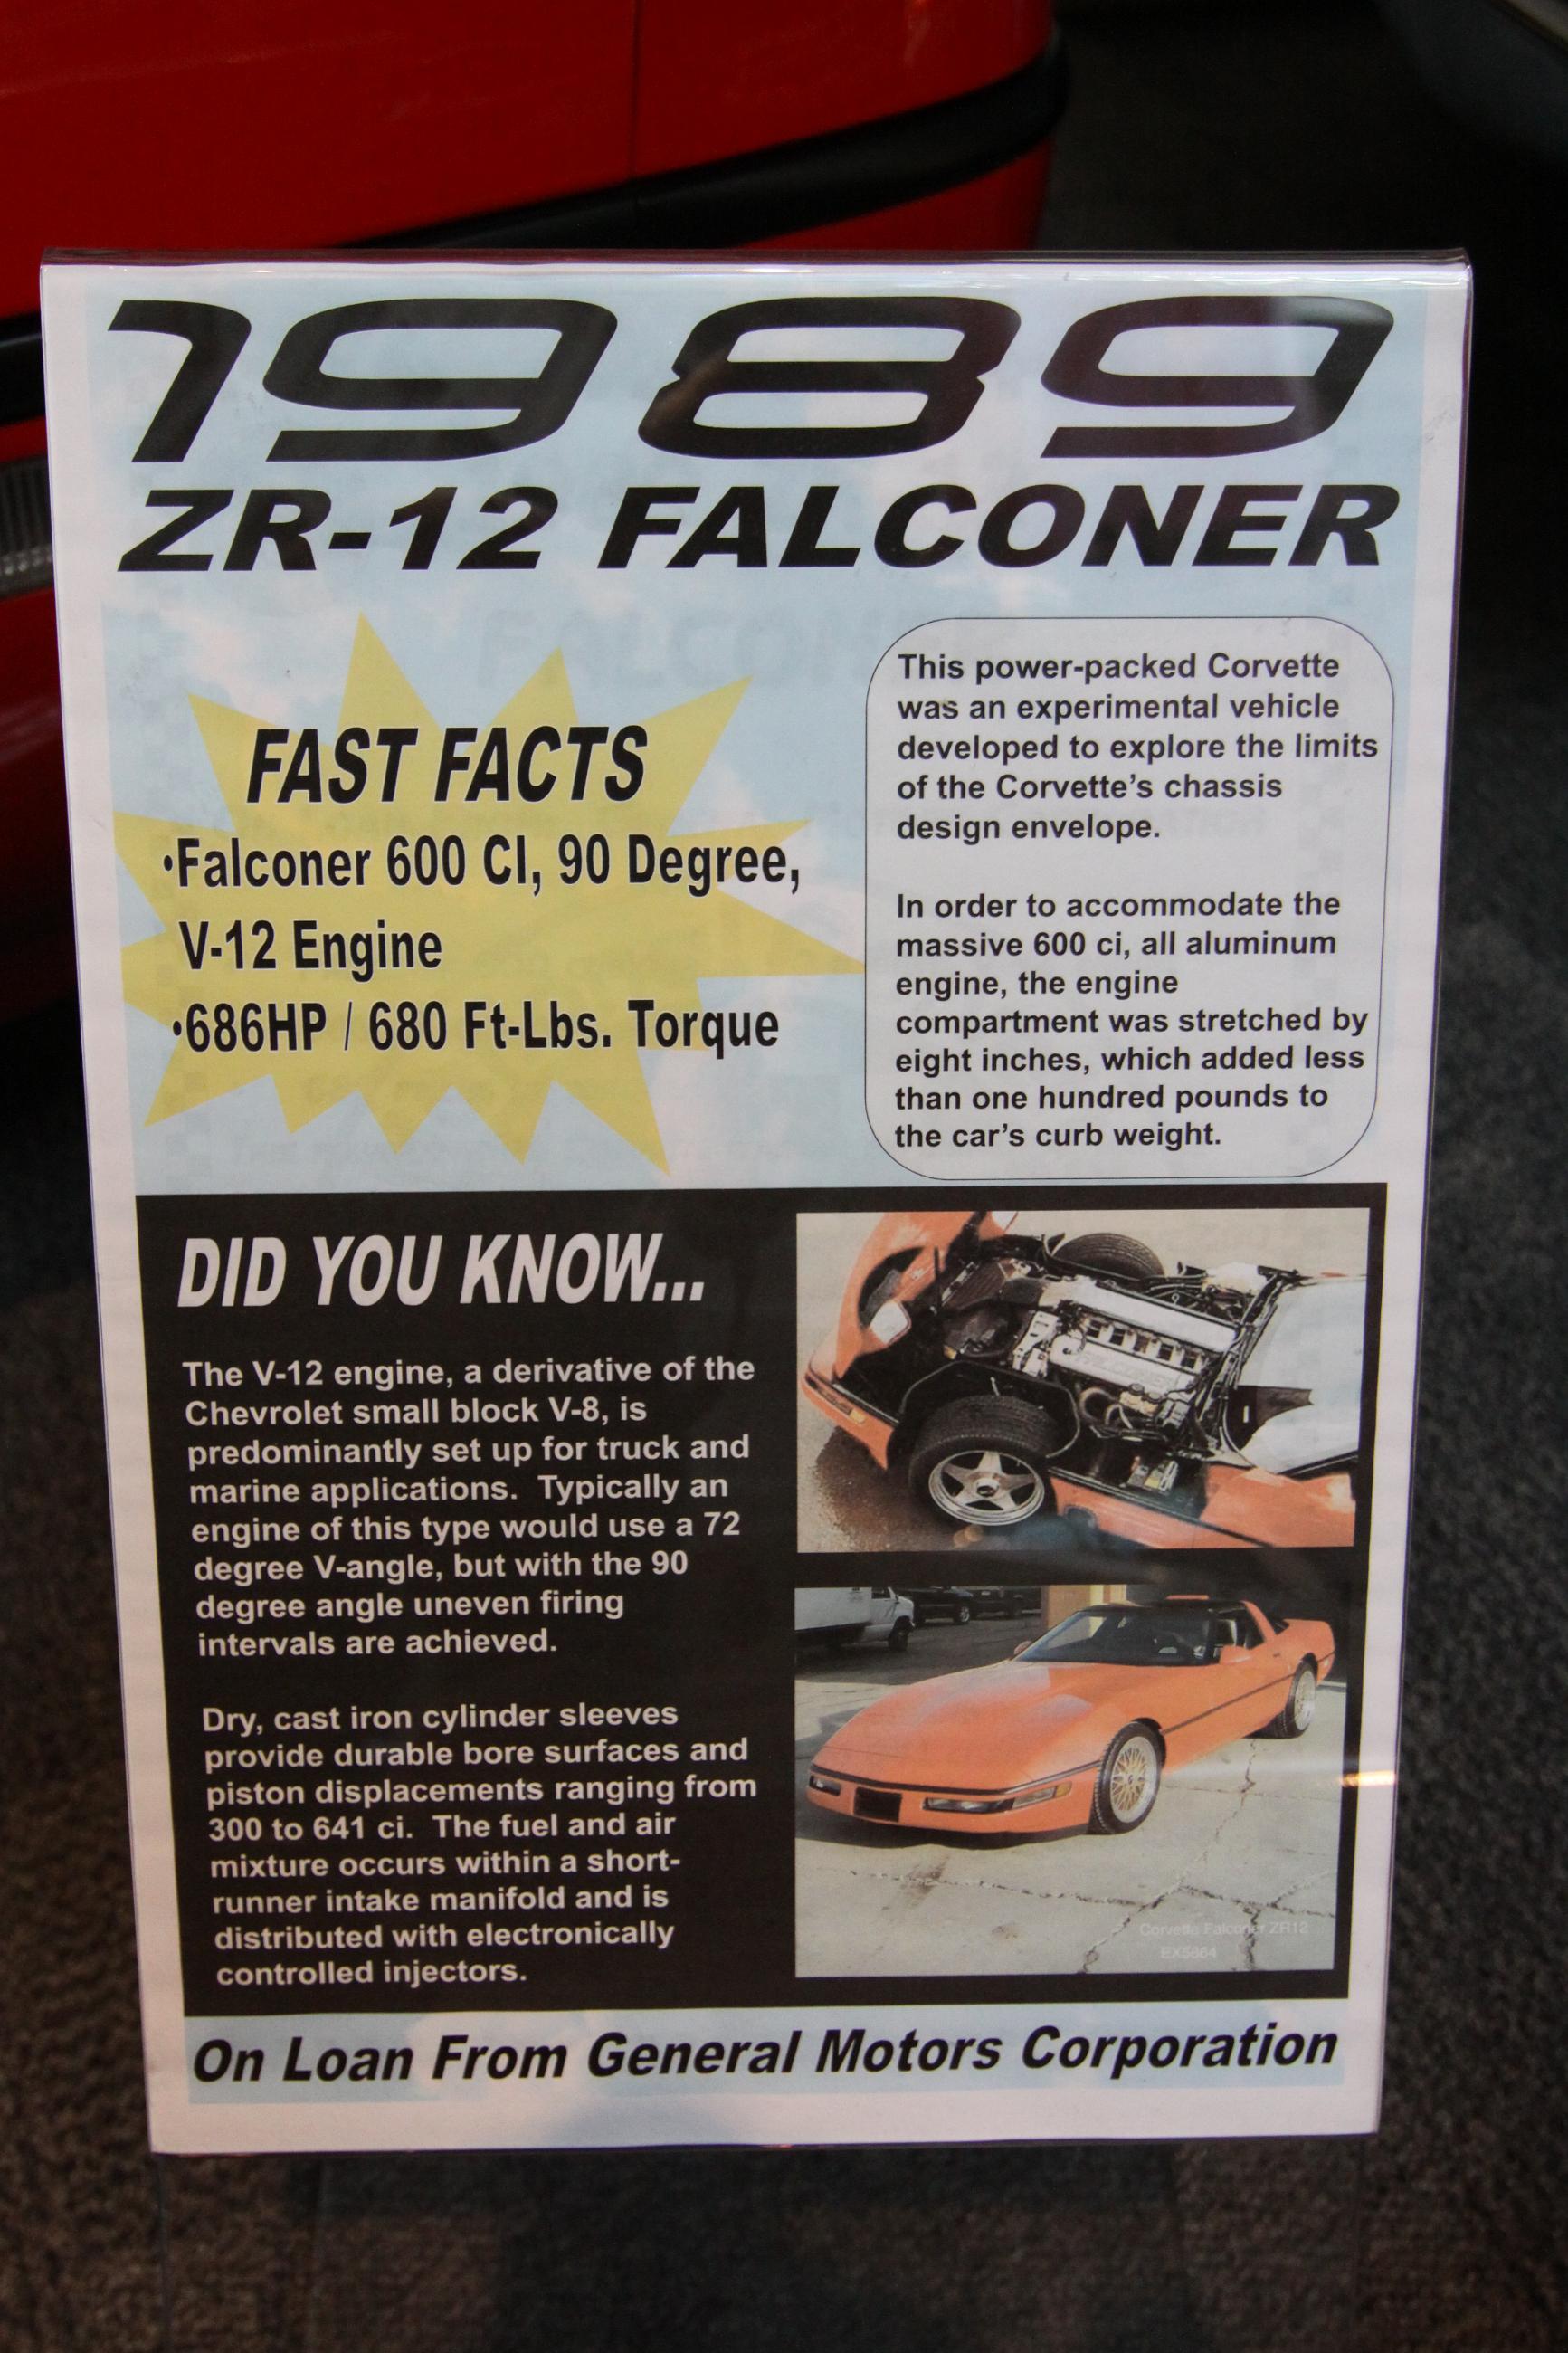 1989
ZR-12 FALCONER
FAST FACTS
•Falconer 600 CI, 90 Degree,
V-12 Engine
•686HP / 680 Ft-Lbs. Torque
This power-packed Corvette
was an experimental vehicle
developed to explore the limits
of the Corvette's chassis
design envelope.
In order to accommodate the
massive 600 ci, all aluminum
engine, the engine
compartment was stretched by
eight inches, which added less
than one hundred pounds to
the car's curb weight.
DID YOU KNOW...
The V-12 engine, a derivative of the
Chevrolet small block V-8, is
predominantly set up for truck and
marine applications.  Typically an
engine of this type would use a 72
degree V-angle, but with the 90
degree angle uneven firing
intervals are achieved.
Dry, cast iron cylinder sleeves
provide durable bore surfaces and
piston displacements ranging from
300 to 641 ci.  The fuel and air
mixture occurs within a short-
runner intake manifold and is
distributed with electronically
controlled injectors.
Corvette Falconer ZR12
On Loan From General Motors Corporation